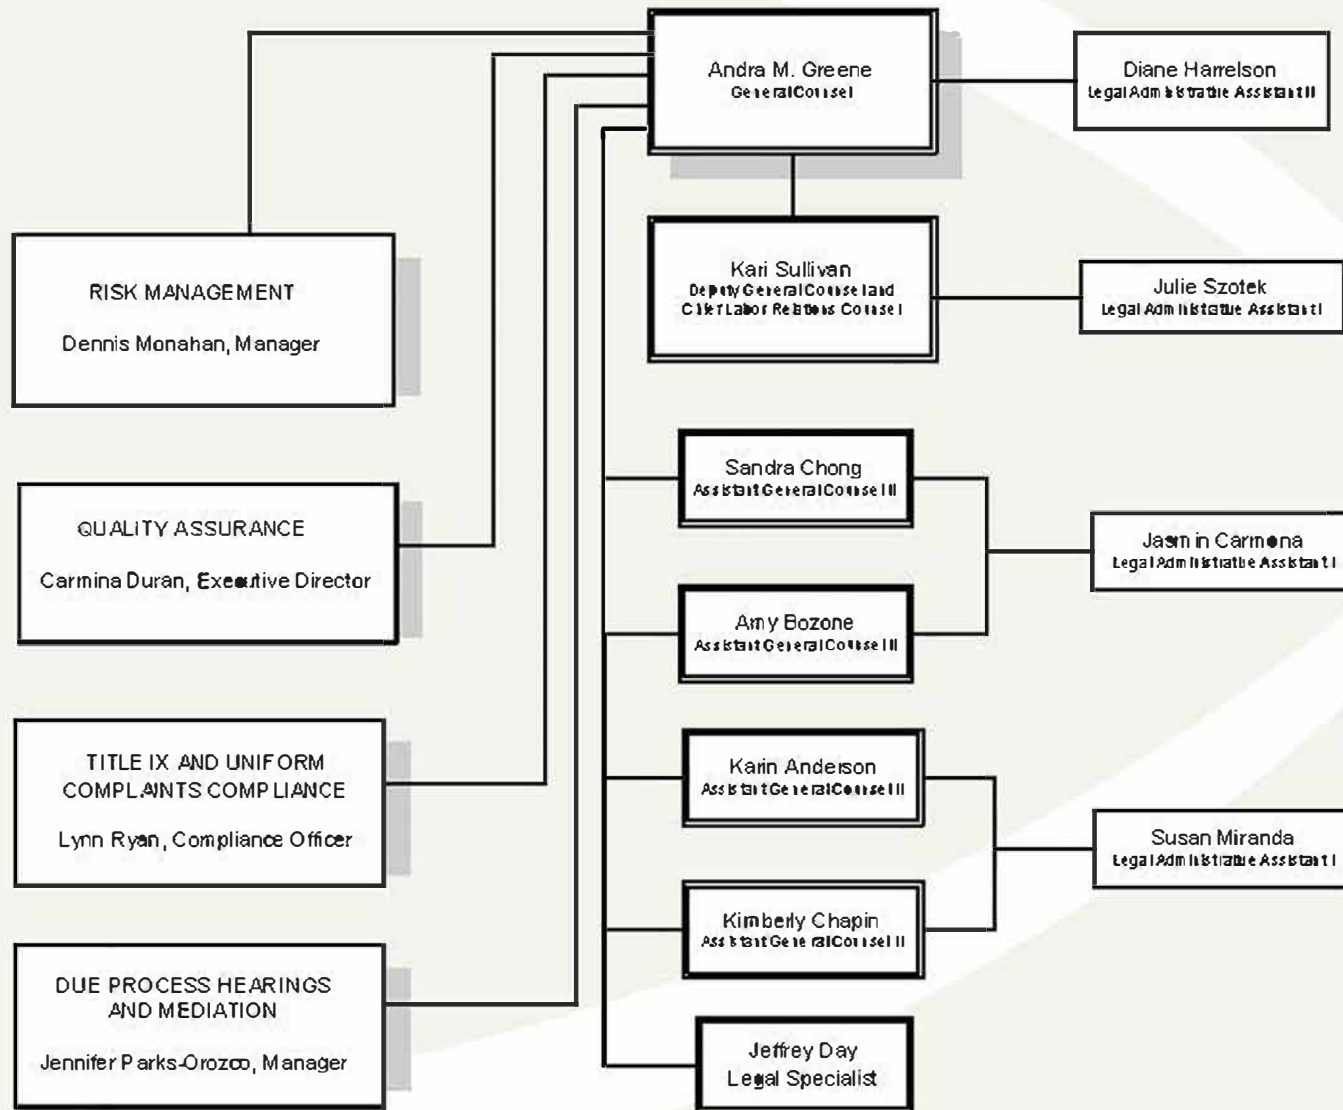 Andra M. Greene
General Counsel
Diane Harrelson
Legal Administrative Assistant II
Kari Sullivan
Deputy General Counsel and
Chief Labor Relations Counsel
Julie Szotek
Legal Administrative Assistant I
RISK MANAGEMENT
Dennis Monahan, Manager
Sandra Chong
Assistant General Counsel II
QUALITY ASSURANCE
Carmina Duran, Executive Director
Jasmin Carmona
Legal Administrative Assistant I
Amy Bozone
Assistant General Counsel II
TITLE IX AND UNIFORM
COMPLAINTS COMPLIANCE
Lynn Ryan, Compliance Officer
Karin Anderson
Assistant General Counsel II
Susan Miranda
Legal Administrative Assistant I
Kimberly Chapin
Assistant General Counsel II
DUE PROCESS HEARINGS
AND MEDIATION
Jennifer Parks-Orozco, Manager
Jeffrey Day
Legal Specialist